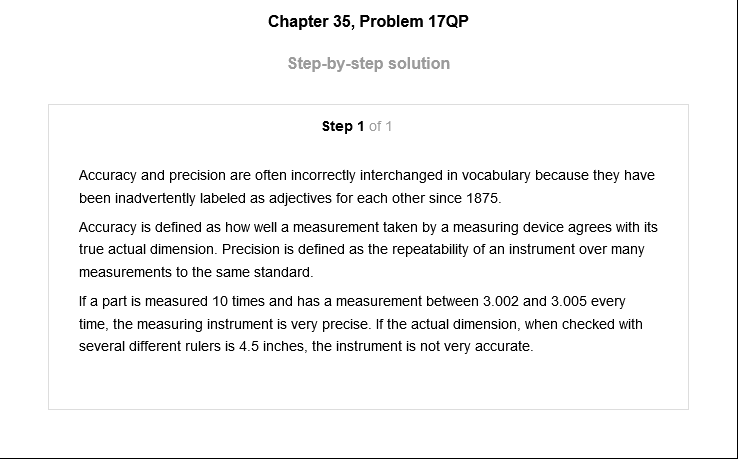 Chapter 35, Problem 17QP
Step-by-step solution
Step 1 of 1
Accuracy and precision are often incorrectly interchanged in vocabulary because they have
been inadvertently labeled as adjectives for each other since 1875.
Accuracy is defined as how well a measurement taken by a measuring device agrees with its
true actual dimension. Precision is defined as the repeatability of an instrument over many
measurements to the same standard.
If a part is measured 10 times and has a measurement between 3.002 and 3.005 every
time, the measuring instrument is very precise. If the actual dimension, when checked with
several different rulers is 4.5 inches, the instrument is not very accurate.